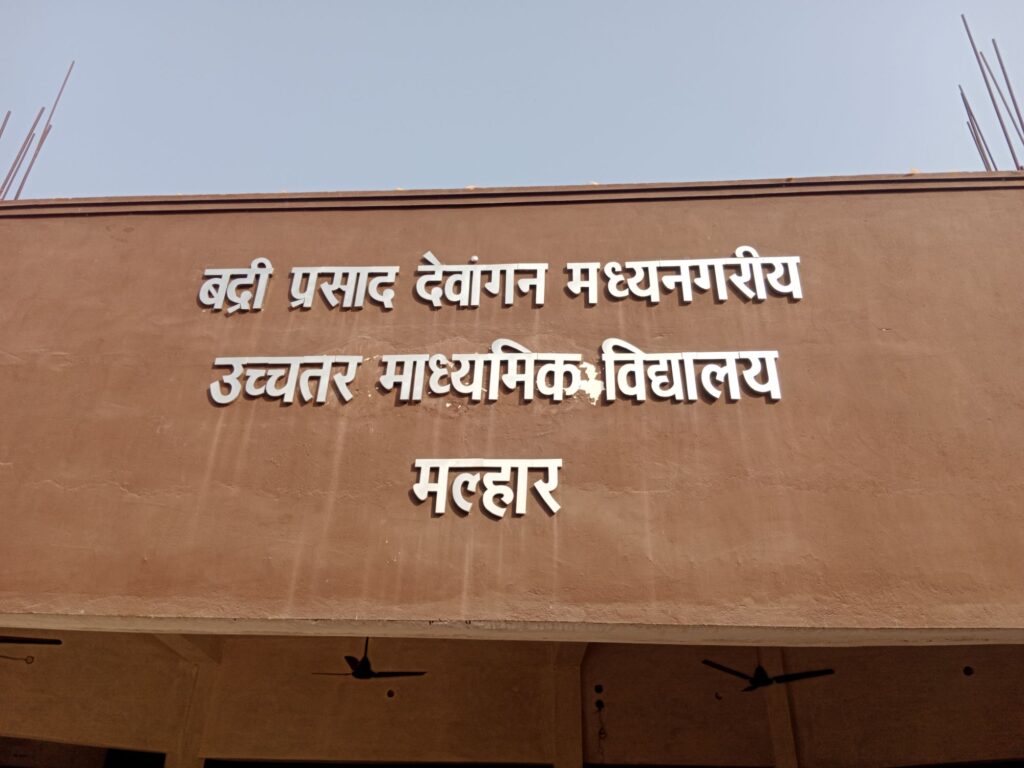 बद्री प्रसाद देवांगन मध्यनगरीय
उच्चतर माध्यमिक विद्यालय
मल्हार